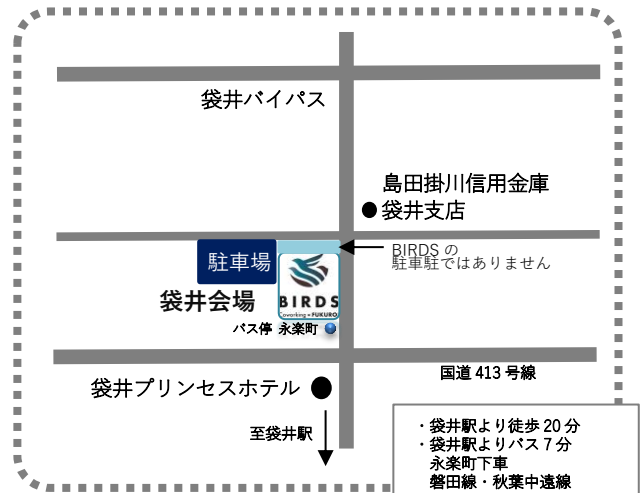 袋井バイパス
島田掛川信用金庫
袋井支店
BIRDS の
駐車駐ではありません
駐車場
袋井会場
BIRDS
Coworking + FUKUROI
バス停 永楽町
国道 413 号線
袋井プリンセスホテル
至袋井駅
・袋井駅より徒歩 20 分
・袋井駅よりバス 7 分
永楽町下車
磐田線・秋葉中遠線